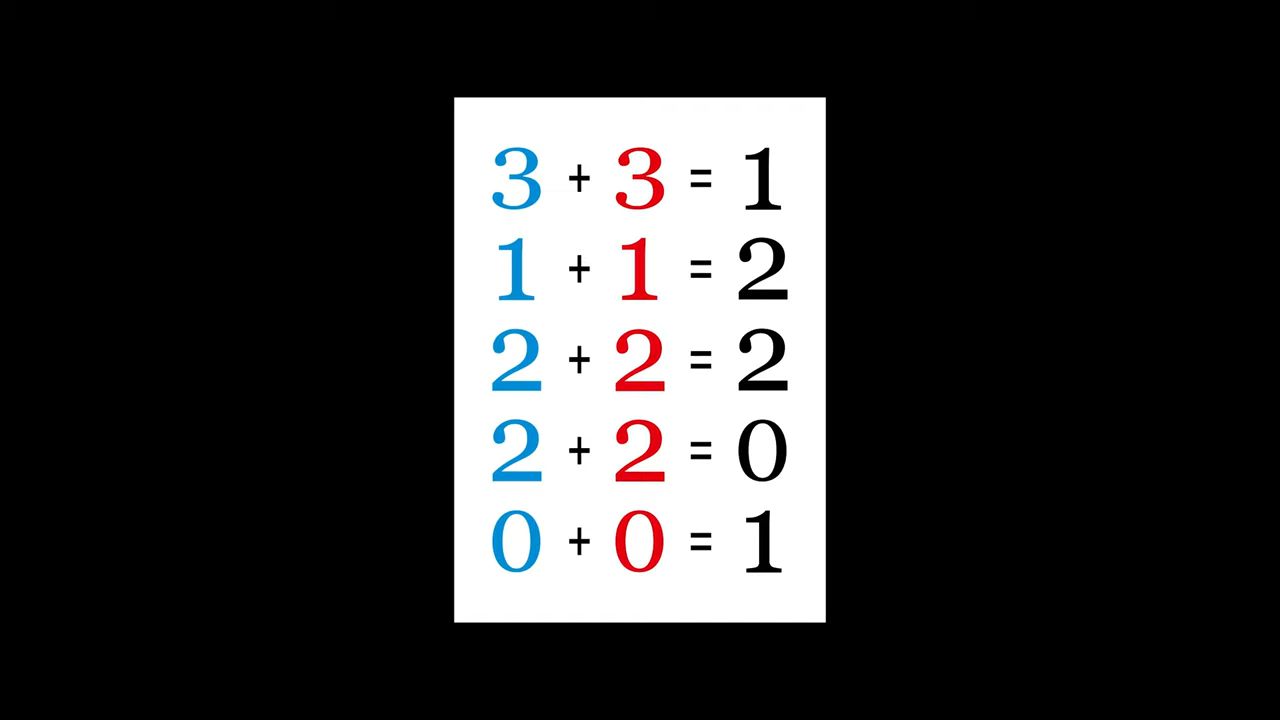 3 + 3 = 1
1 + 1 = 2
2 + 2 = 2
2 + 2 = 0
0 + 0 = 1